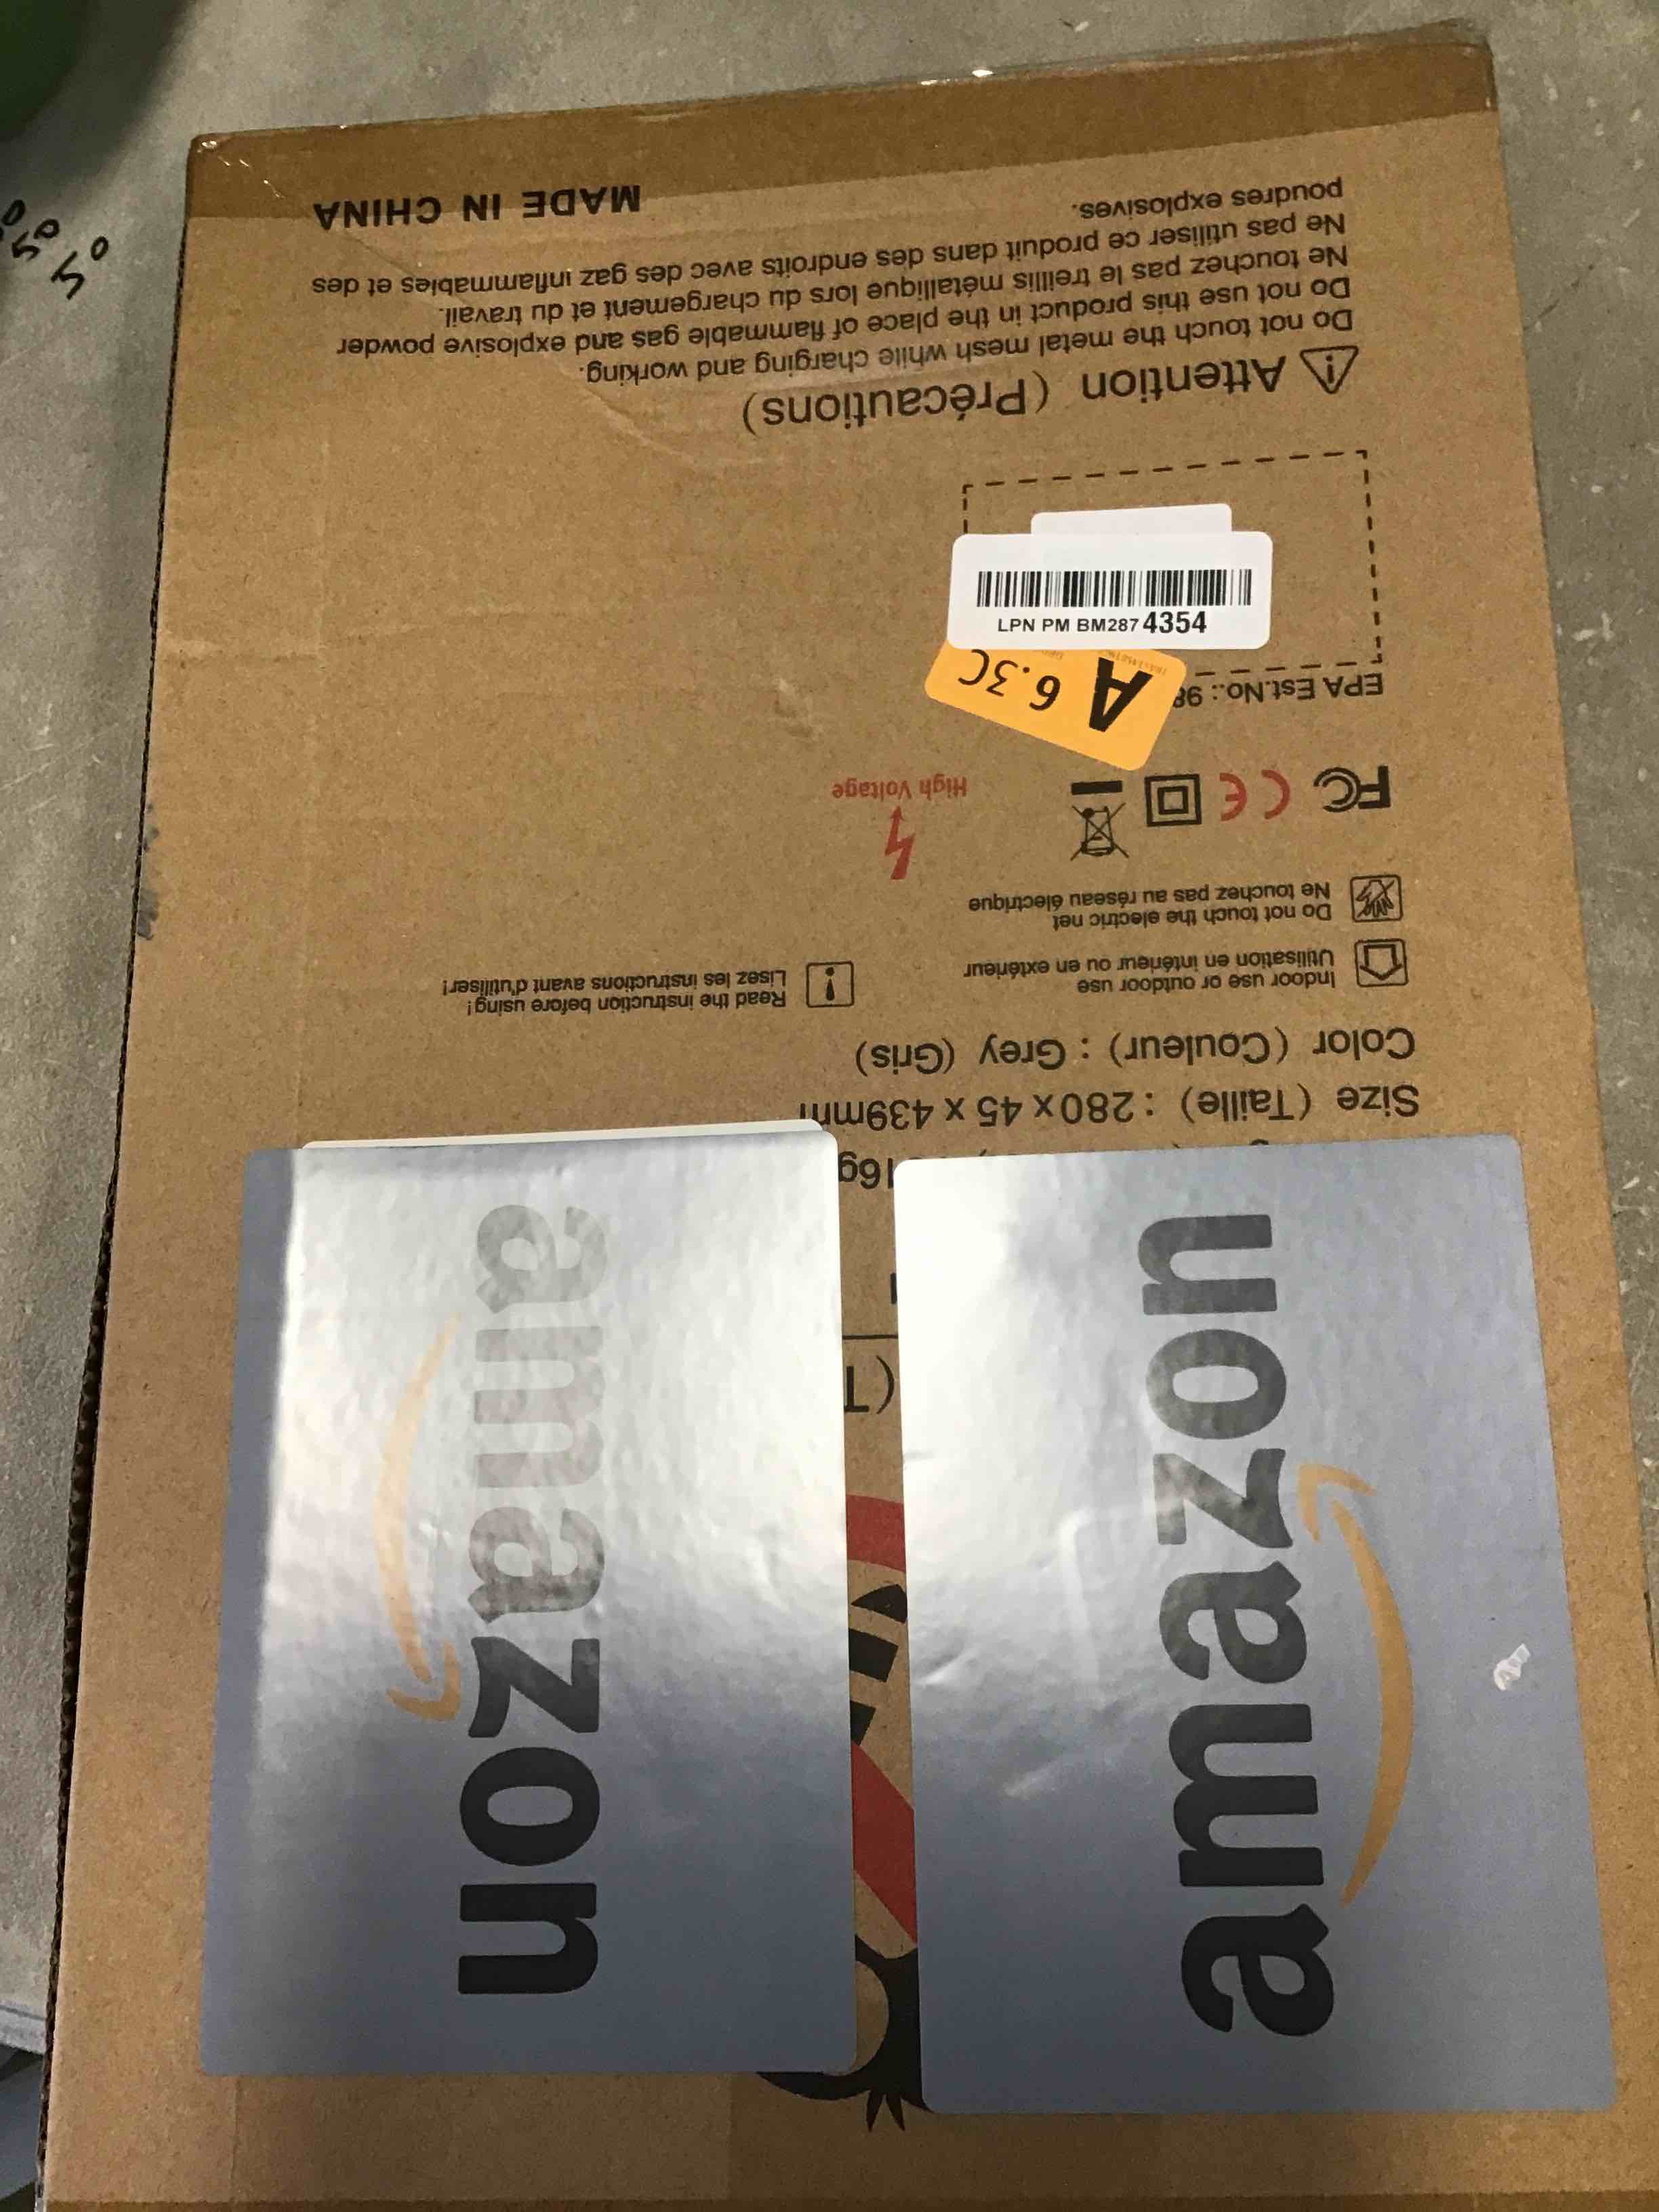 amazon
amazon
(T
16g
Size (Taille) : 280 x 45 x 439mm
Color (Couleur) : Grey (Gris)
Indoor use or outdoor use
Utilisation en intérieur ou en extérieur
Read the instruction before using!
Lisez les instructions avant d'utiliser!
Do not touch the electric net
Ne touchez pas au réseau électrique
FC CE
High Voltage
EPA Est.No.: 98
A 6.3C
LPN PM BM287 4354
Attention (Précautions)
Do not touch the metal mesh while charging and working.
Do not use this product in the place of flammable gas and explosive powder
Ne touchez pas le treillis métallique lors du chargement et du travail.
Ne pas utiliser ce produit dans des endroits avec des gaz inflammables et des
poudres explosives.
MADE IN CHINA